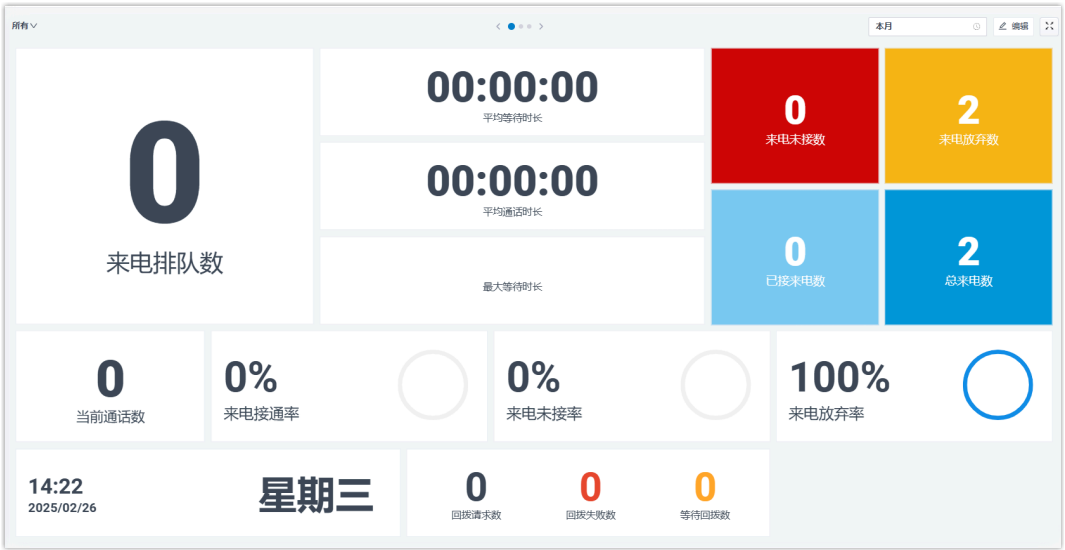 所有
本月
编辑
0
来电排队数
00:00:00
平均等待时长
00:00:00
平均通话时长
最大等待时长
0
来电未接数
2
来电放弃数
0
已接来电数
2
总来电数
0
当前通话数
0%
来电接通率
0%
来电未接率
100%
来电放弃率
14:22
2025/02/26
星期三
0
回拨请求数
0
回拨失败数
0
等待回拨数